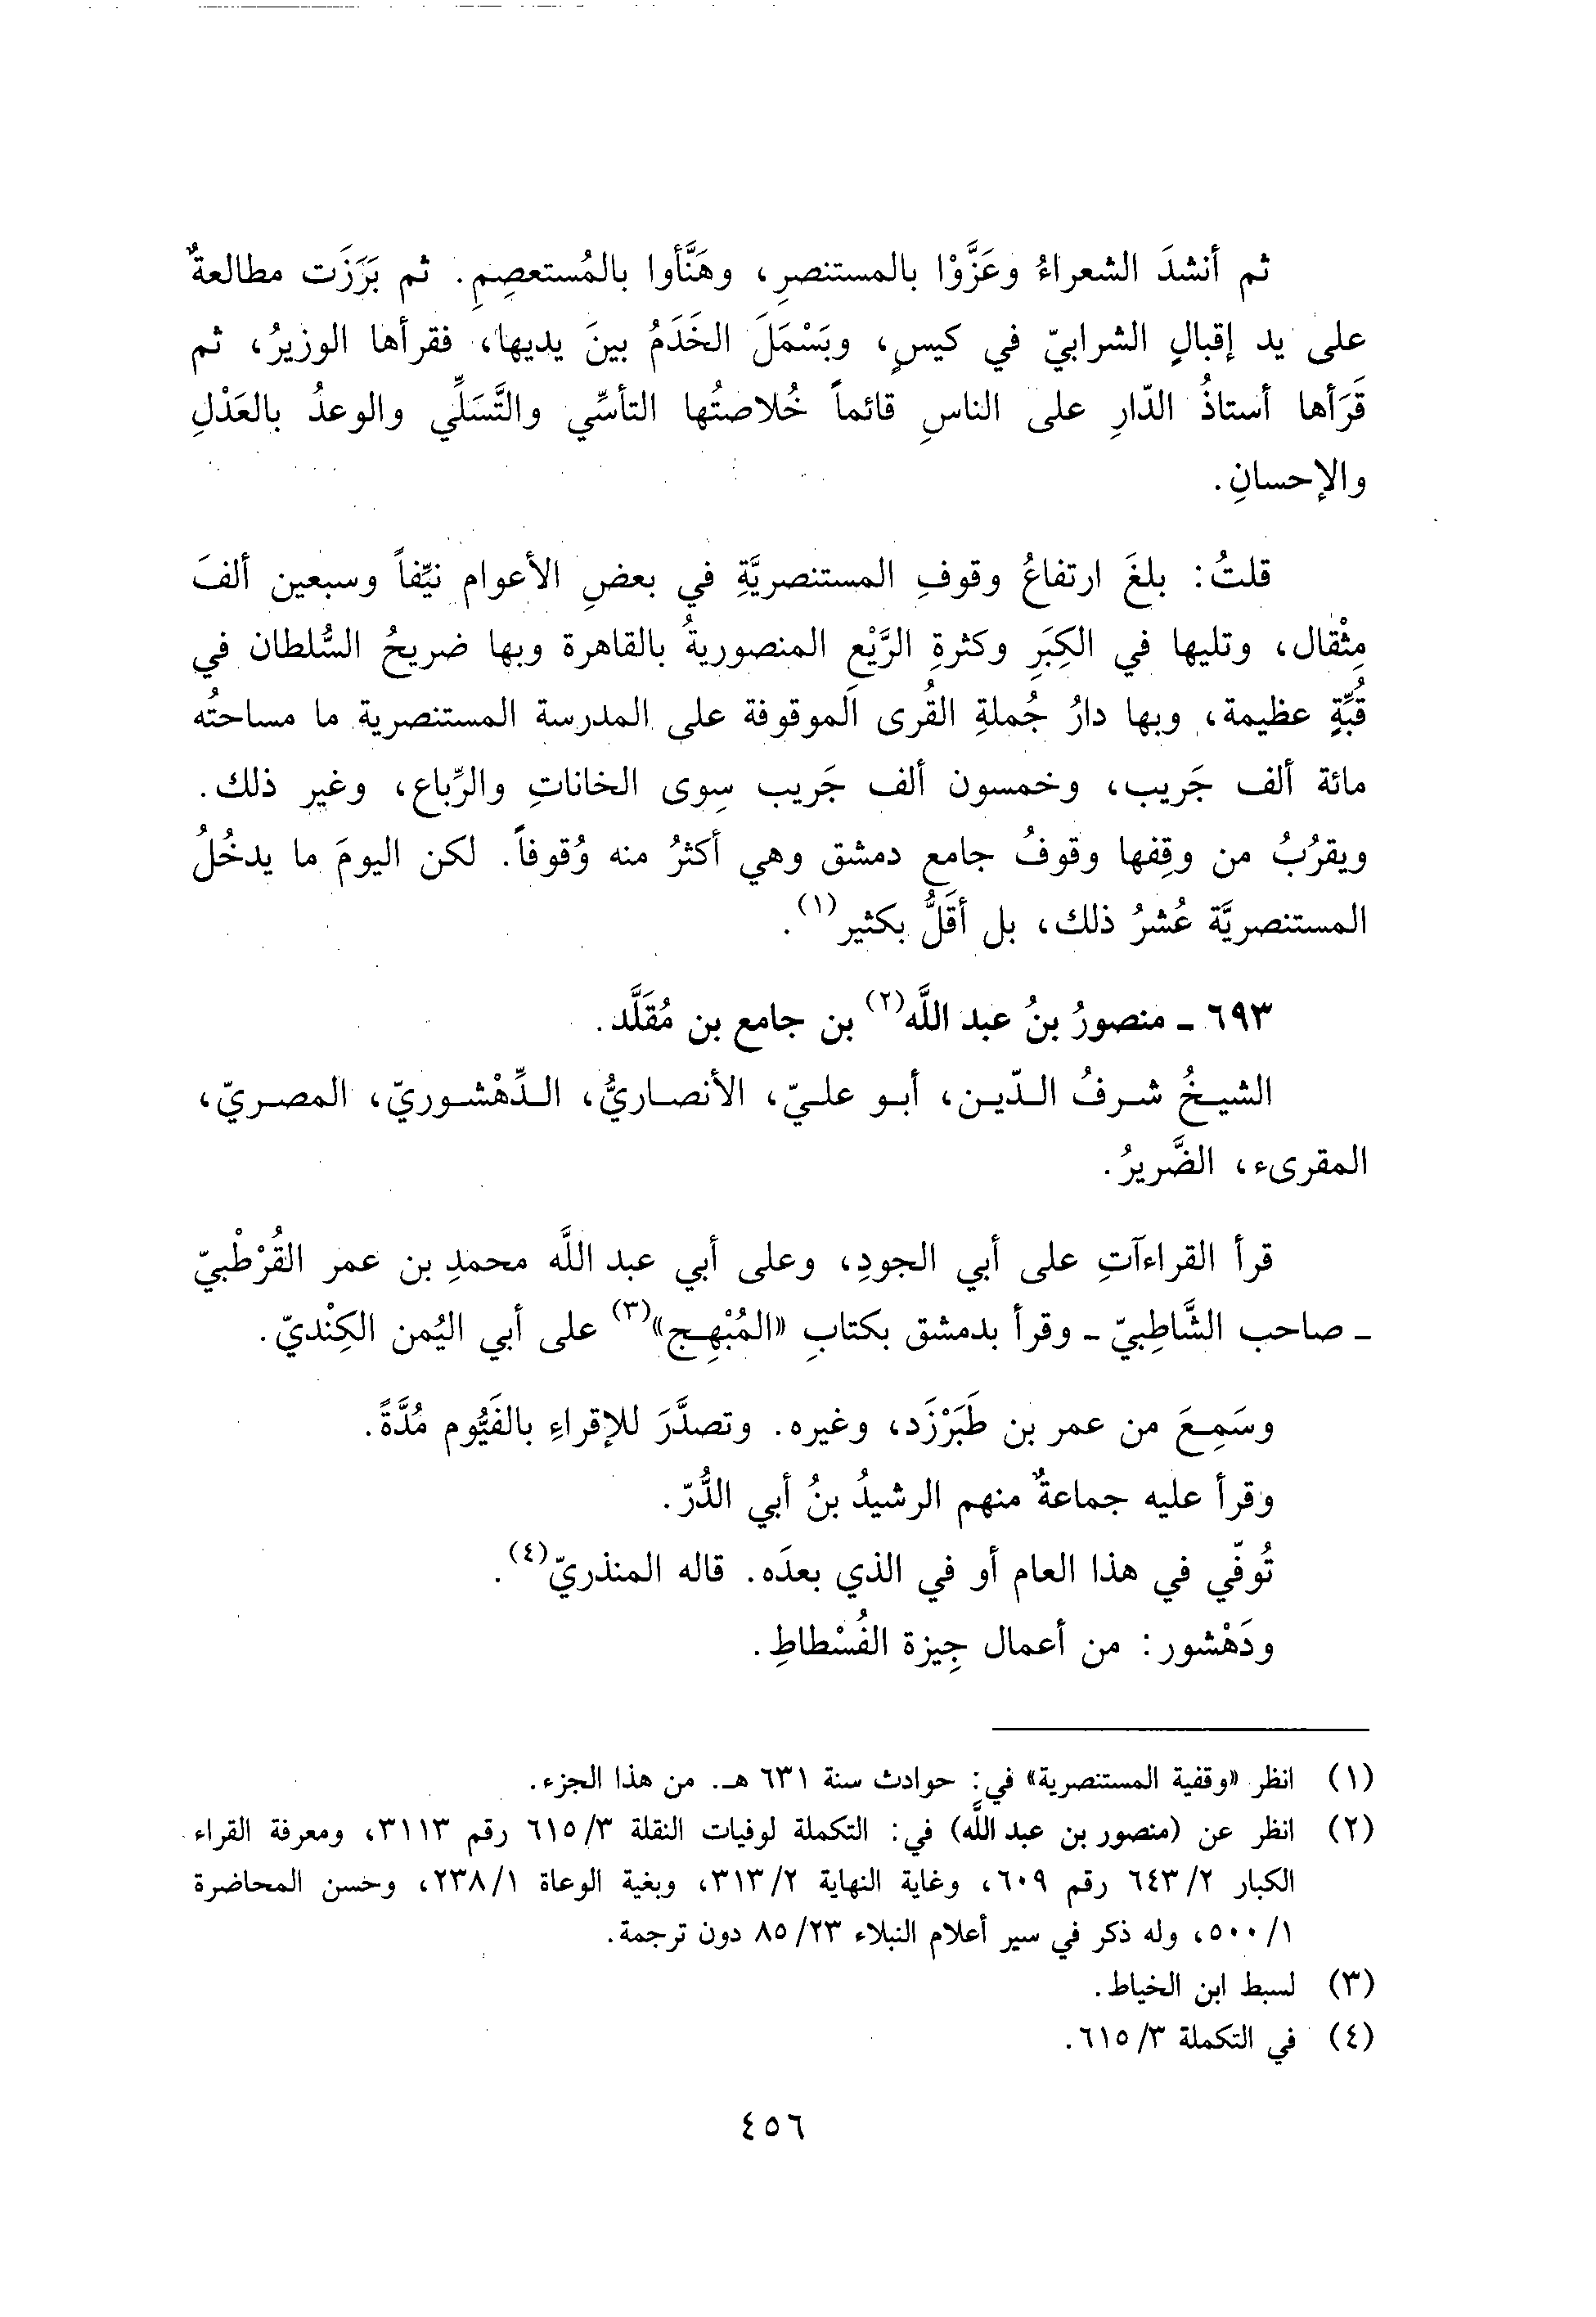 ثم أنشدَ الشعراءُ وعَزَّوْا بالمستنصرِ، وهَنَّأوا بالمُستعصِمِ. ثم بَرَزَت مطالعةٌ
على يد إقبالٍ الشرابيّ في كيسٍ، وبَسْمَلَ الخَدَمُ بينَ يديها، فقرأها الوزيرُ، ثم
قَرَأها أستاذُ الدّارِ على الناسِ قائماً خُلاصتُها التأسِّي والتَّسَلِّي والوعدُ بالعَدْلِ
والإحسانِ.
قلتُ: بلغَ ارتفاعُ وقوفِ المستنصريَّةِ في بعضِ الأعوام نيِّفاً وسبعين ألفَ
مِثْقال، وتليها في الكِبَرِ وكثرةِ الرَّيْعِ المنصوريةُ بالقاهرة وبها ضريحُ السُّلطان في
قُبَّةٍ عظيمة، وبها دارُ جُملةِ القُرى الموقوفة على المدرسة المستنصرية ما مساحتُه
مائة ألف جَريب، وخمسون ألف جَريب سِوى الخاناتِ والرِّباع، وغير ذلك.
ويقرُبُ من وقِفها وقوفُ جامع دمشق وهي أكثرُ منه وُقوفاً. لكن اليومَ ما يدخُلُ
المستنصريَّة عُشرُ ذلك، بل أقَلُّ بكثير(١).
٦٩٣ ـ منصورُ بنُ عبد اللَّه(٢) بن جامع بن مُقَلَّد.
الشيخُ شرفُ الدّين، أبو عليّ، الأنصاريُّ، الدِّهْشوريّ، المصريّ،
المقرىء، الضَّريرُ.
قرأ القراءآتِ على أبي الجودِ، وعلى أبي عبد اللَّه محمدِ بن عمر القُرْطْبيّ
ـ صاحب الشَّاطِبيّ ـ وقرأ بدمشق بكتابِ «المُبْهِج»(٣) على أبي اليُمن الكِنْديّ.
وسَمِعَ من عمر بن طَبَرْزَد، وغيره. وتصدَّرَ للإقراءِ بالفَيُّوم مُدَّةً.
وقرأ عليه جماعةٌ منهم الرشيدُ بنُ أبي الدُّرّ.
تُوفّي في هذا العام أو في الذي بعدَه. قاله المنذريّ(٤).
ودَهْشور: من أعمال جِيزة الفُسْطاطِ.
(١) انظر «وقفية المستنصرية» في: حوادث سنة ٦٣١ هـ. من هذا الجزء.
(٢) انظر عن (منصور بن عبد اللَّه) في: التكملة لوفيات النقلة ٣/ ٦١٥ رقم ٣١١٣، ومعرفة القراء
الكبار ٢/ ٦٤٣ رقم ٦٠٩، وغاية النهاية ٢/ ٣١٣، وبغية الوعاة ١/ ٢٣٨، وحسن المحاضرة
١/ ٥٠٠، وله ذكر في سير أعلام النبلاء ٢٣/ ٨٥ دون ترجمة.
(٣) لسبط ابن الخياط.
(٤) في التكملة ٣/ ٦١٥.
٤٥٦